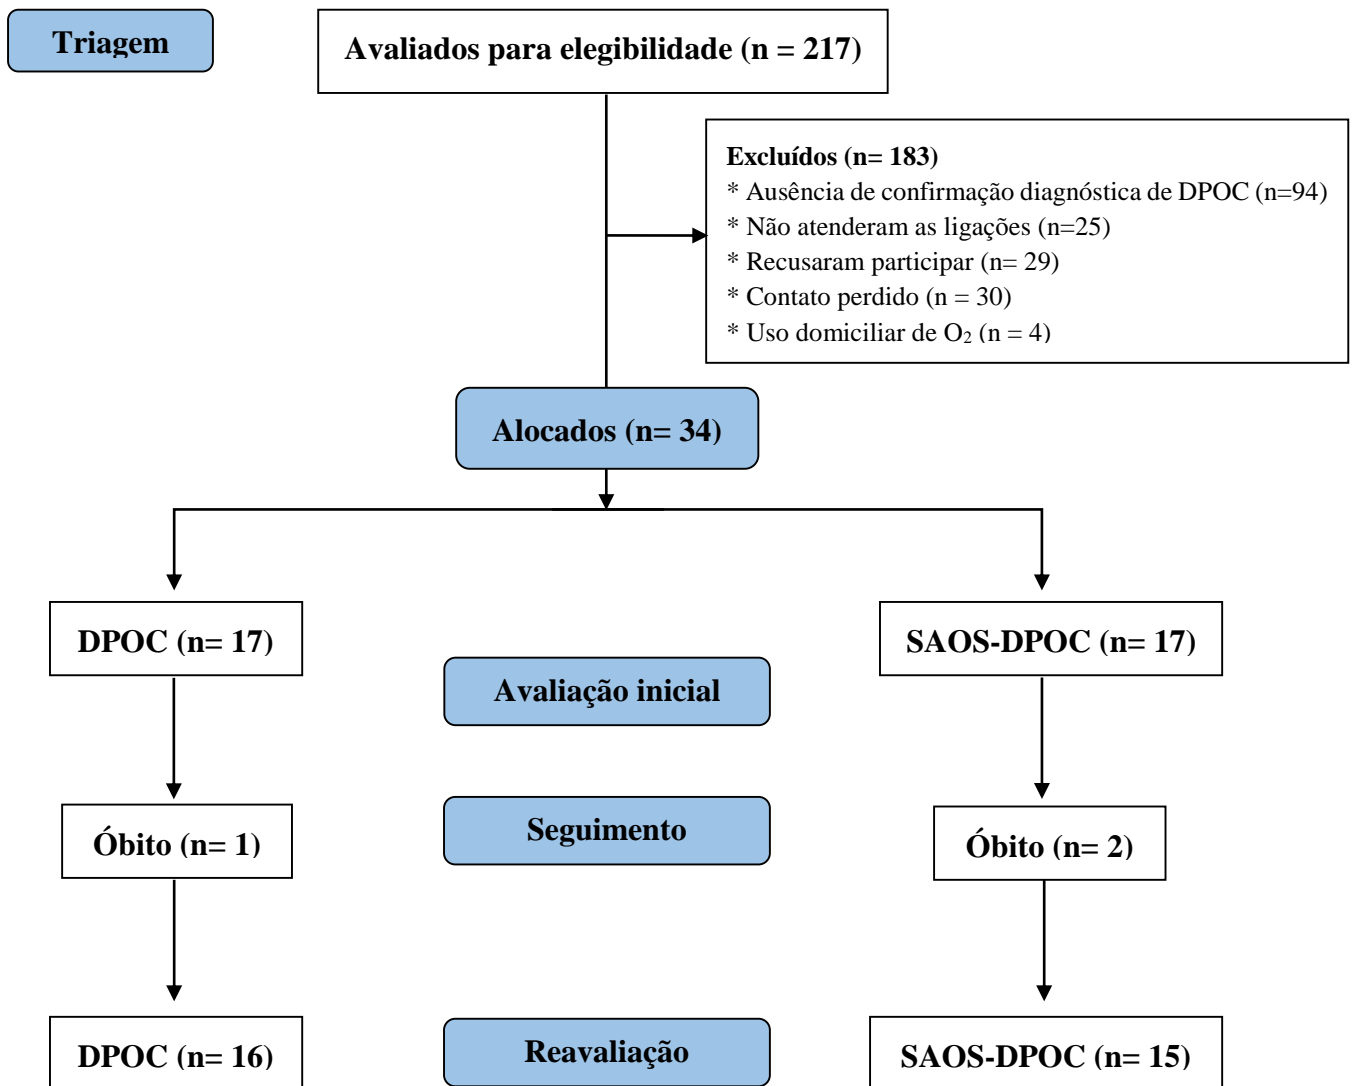 Triagem
Avaliados para elegibilidade (n = 217)
Excluídos (n= 183)
* Ausência de confirmação diagnóstica de DPOC (n=94)
* Não atenderam as ligações (n=25)
* Recusaram participar (n= 29)
* Contato perdido (n = 30)
* Uso domiciliar de O₂ (n = 4)
Alocados (n= 34)
DPOC (n= 17)
SAOS-DPOC (n= 17)
Avaliação inicial
Óbito (n= 1)
Seguimento
Óbito (n= 2)
DPOC (n= 16)
Reavaliação
SAOS-DPOC (n= 15)